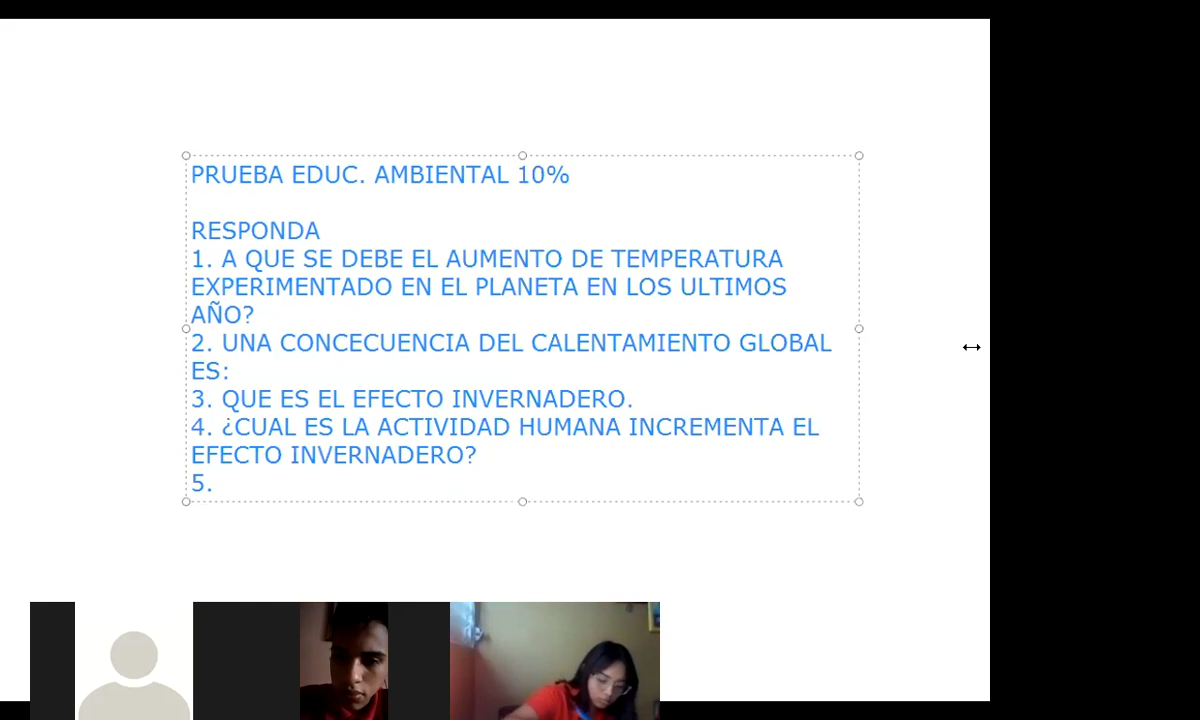 PRUEBA EDUC. AMBIENTAL 10%
RESPONDA
1. A QUE SE DEBE EL AUMENTO DE TEMPERATURA
EXPERIMENTADO EN EL PLANETA EN LOS ULTIMOS
AÑO?
2. UNA CONCECUENCIA DEL CALENTAMIENTO GLOBAL
ES:
3. QUE ES EL EFECTO INVERNADERO.
4. ¿CUAL ES LA ACTIVIDAD HUMANA INCREMENTA EL
EFECTO INVERNADERO?
5.